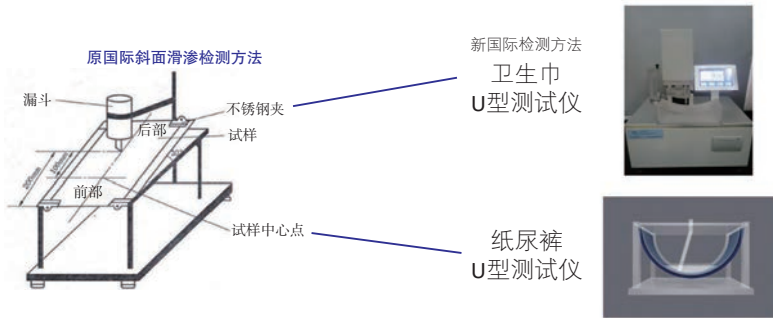 原国际斜面滑渗检测方法
漏斗
后部
不锈钢夹
试样
200mm
100mm
前部
试样中心点
新国际检测方法
卫生巾
U型测试仪
纸尿裤
U型测试仪